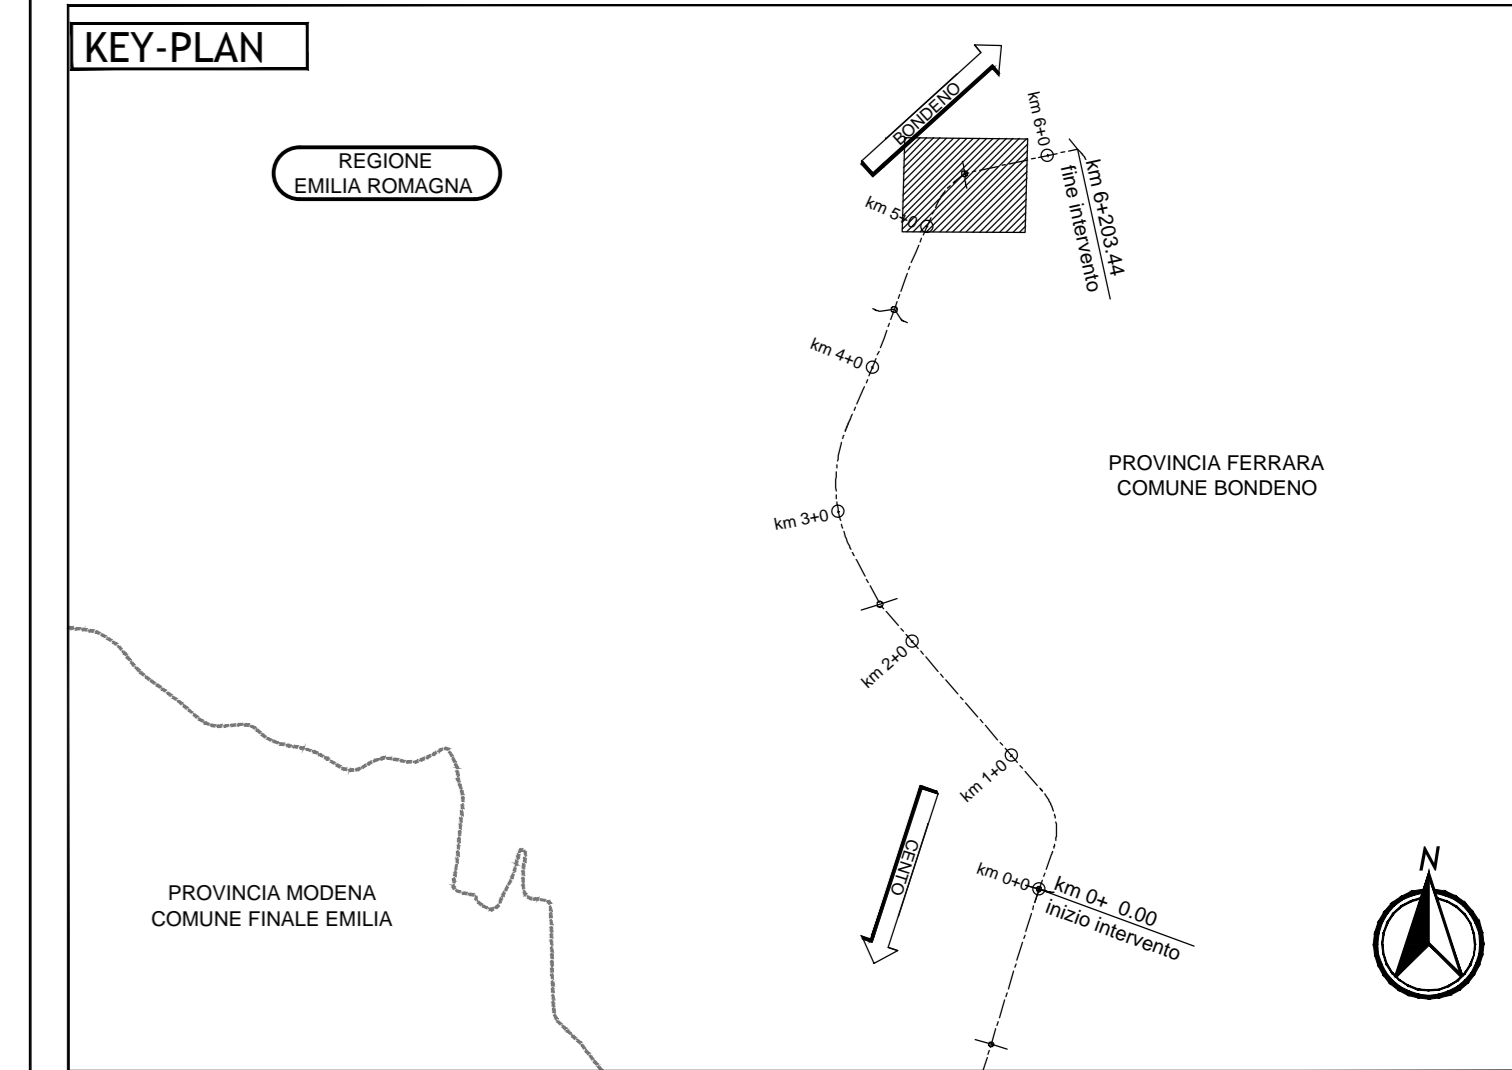 KEY-PLAN
REGIONE
EMILIA ROMAGNA
BONDENO
km 6+0
km 6+203.44
fine intervento
km 5+0
km 4+0
PROVINCIA FERRARA
COMUNE BONDENO
km 3+0
km 2+0
km 1+0
CENTO
km 0+0
km 0+ 0.00
inizio intervento
PROVINCIA MODENA
COMUNE FINALE EMILIA
N